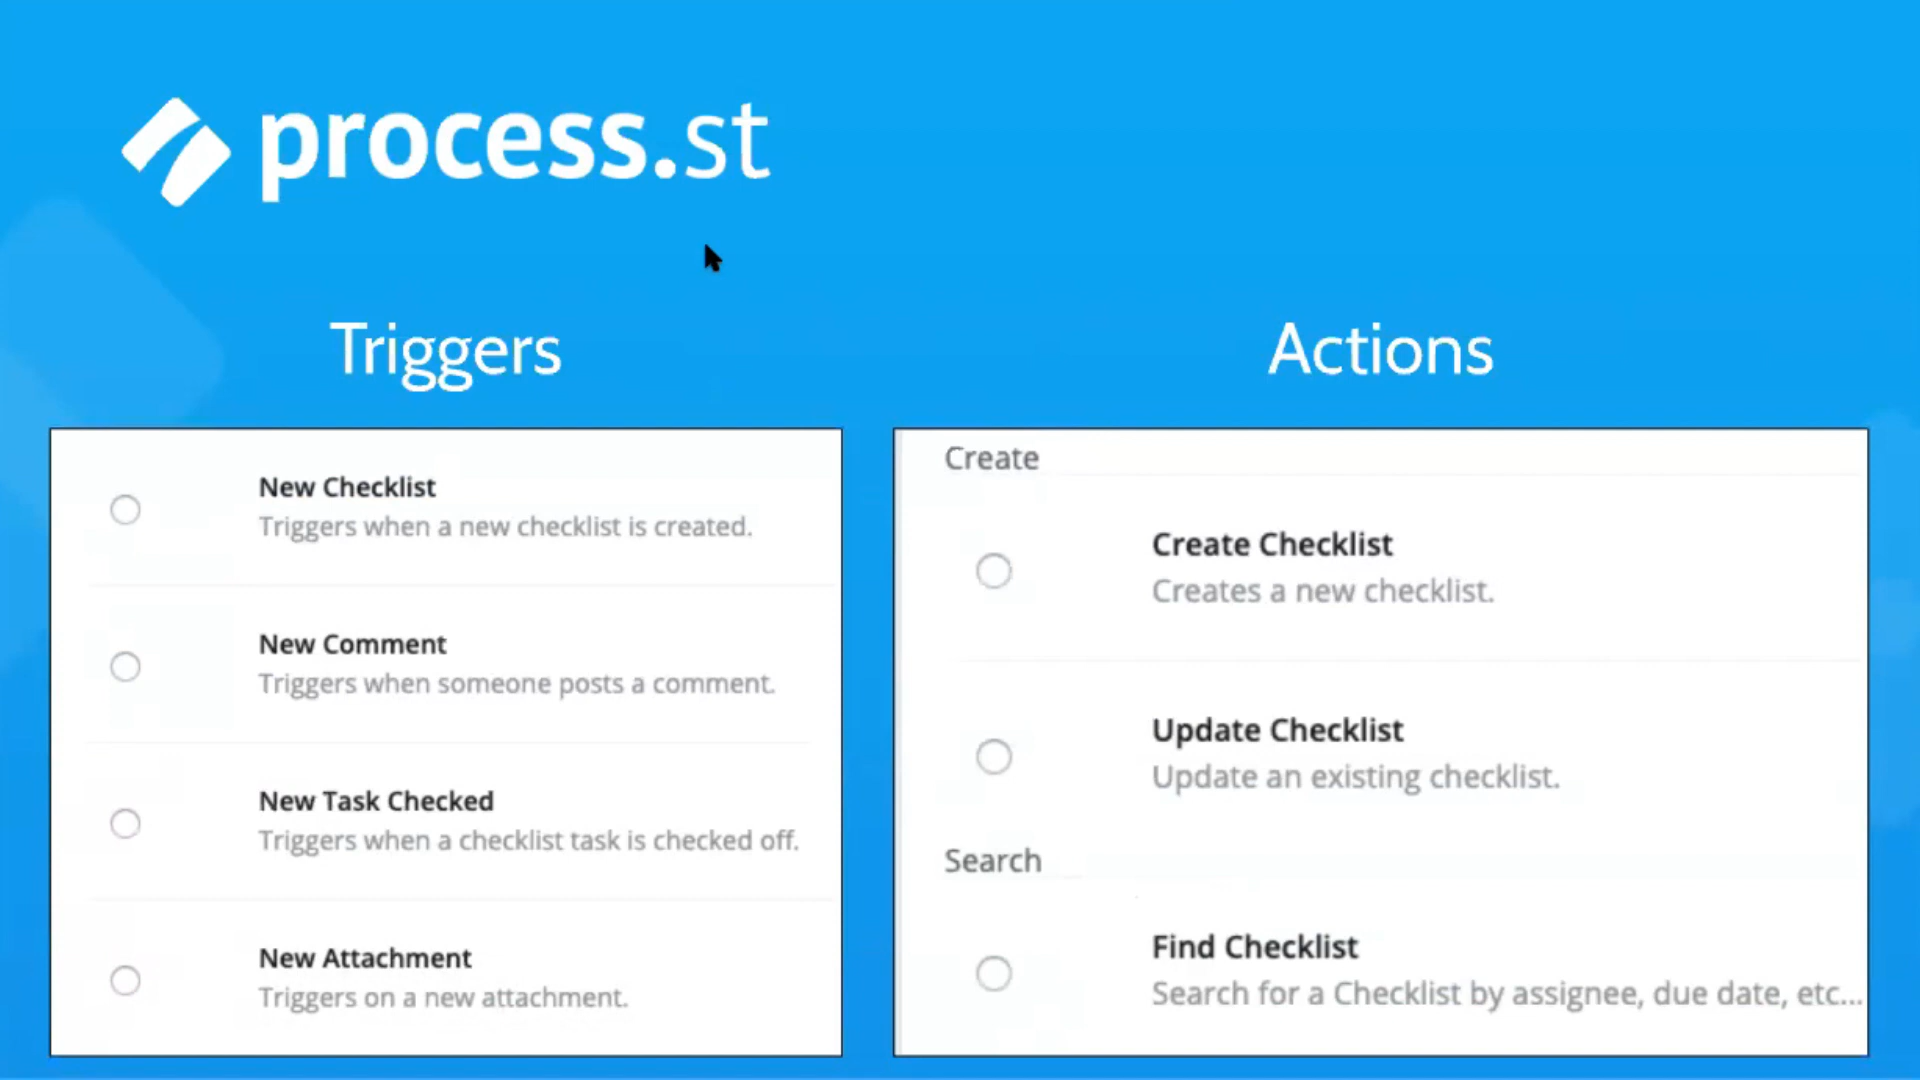 process.st
Triggers
New Checklist
Triggers when a new checklist is created.
New Comment
Triggers when someone posts a comment.
New Task Checked
Triggers when a checklist task is checked off.
New Attachment
Triggers on a new attachment.
Actions
Create
Create Checklist
Creates a new checklist.
Update Checklist
Update an existing checklist.
Search
Find Checklist
Search for a Checklist by assignee, due date, etc...